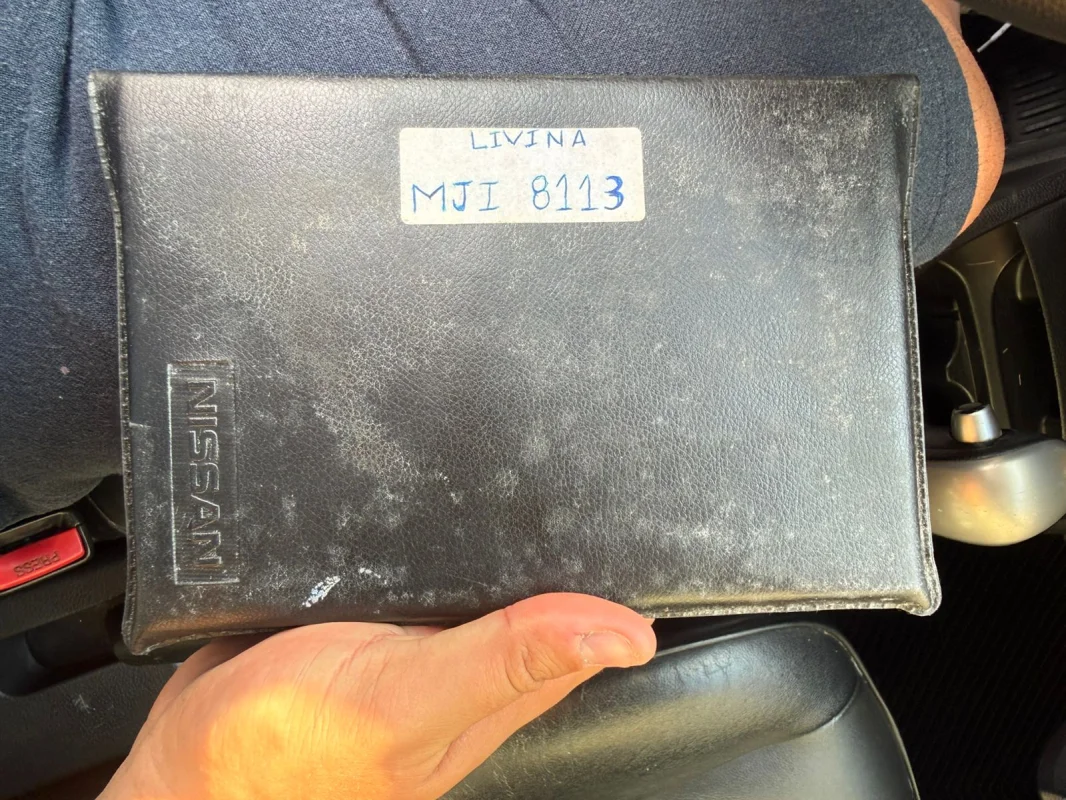 LIVINA
MJI 8113
NISSAN
PRESS